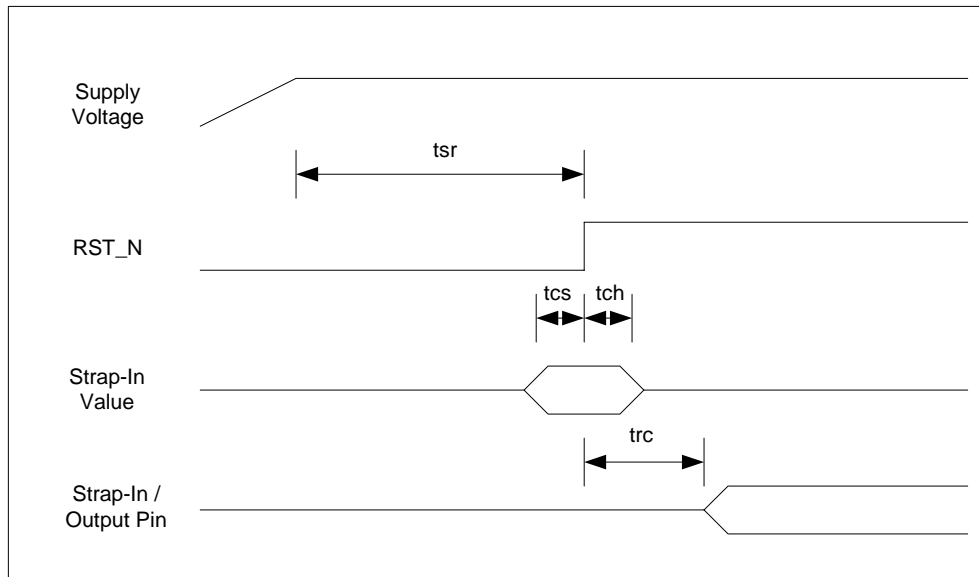 Supply
Voltage
tsr
RST_N
tcs
tch
Strap-In
Value
trc
Strap-In /
Output Pin